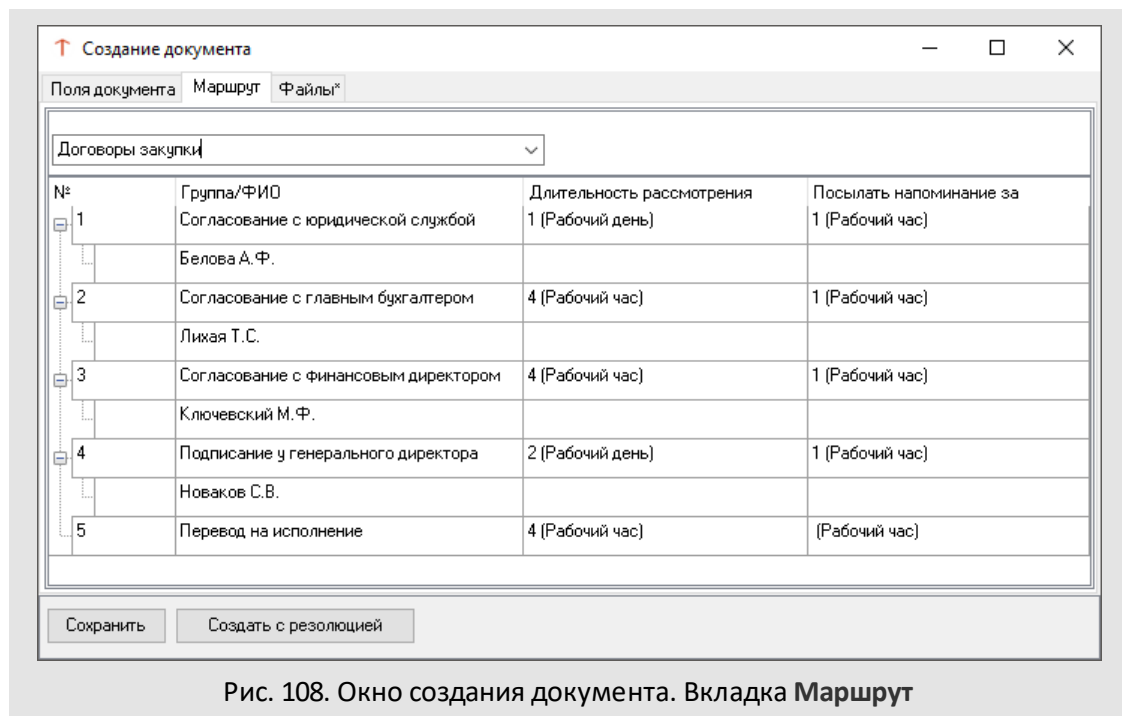 Создание документа
Поля документа Маршрут Файлы*
Договоры закупки
№ Группа/ФИО Длительность рассмотрения Посылать напоминание за
1 Согласование с юридической службой 1 (Рабочий день) 1 (Рабочий час)
Белова А.Ф.
2 Согласование с главным бухгалтером 4 (Рабочий час) 1 (Рабочий час)
Лихая Т.С.
3 Согласование с финансовым директором 4 (Рабочий час) 1 (Рабочий час)
Ключевский М.Ф.
4 Подписание у генерального директора 2 (Рабочий день) 1 (Рабочий час)
Новаков С.В.
5 Перевод на исполнение 4 (Рабочий час) (Рабочий час)
Сохранить Создать с резолюцией
Рис. 108. Окно создания документа. Вкладка Маршрут